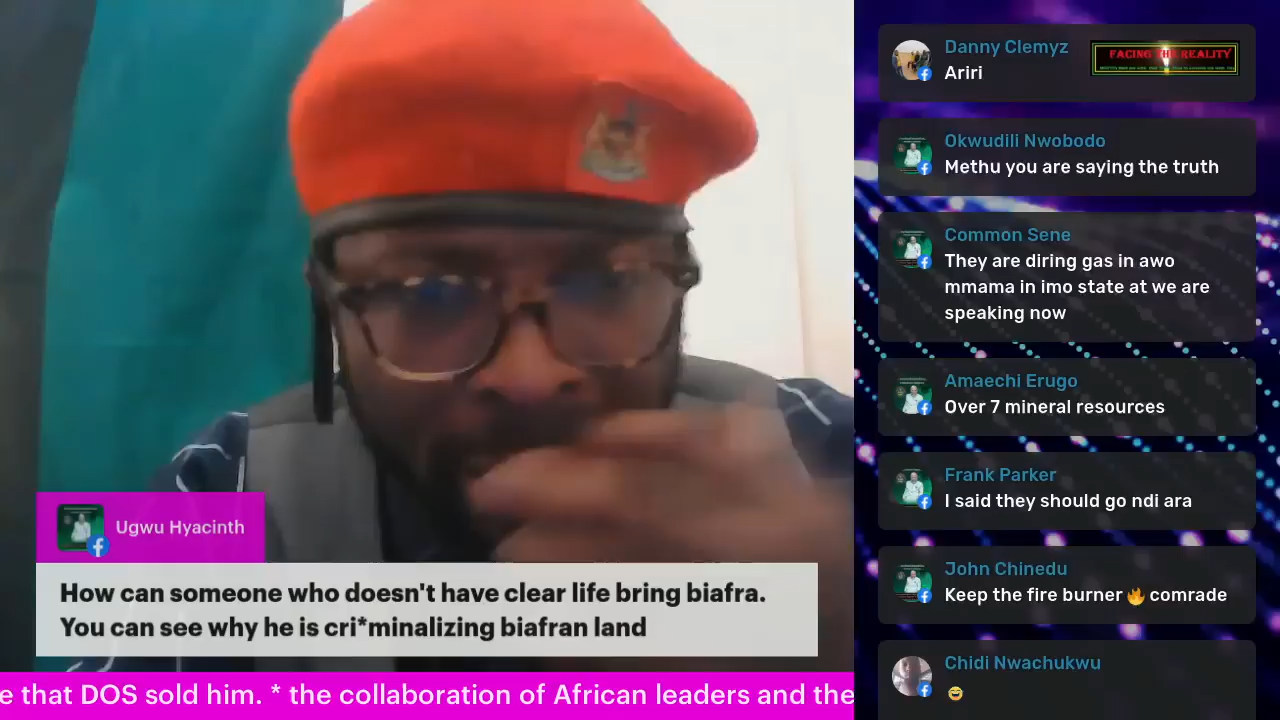 Danny Clemyz
Ariri
FACING THE REALITY
Okwudili Nwobodo
Methu you are saying the truth
Common Sene
They are diring gas in awo
mmama in imo state at we are
speaking now
Amaechi Erugo
Over 7 mineral resources
Frank Parker
I said they should go ndi ara
John Chinedu
Keep the fire burner 🔥 comrade
Chidi Nwachukwu
😂
Ugwu Hyacinth
How can someone who doesn't have clear life bring biafra.
You can see why he is cri*minalizing biafran land
e that DOS sold him. * the collaboration of African leaders and the